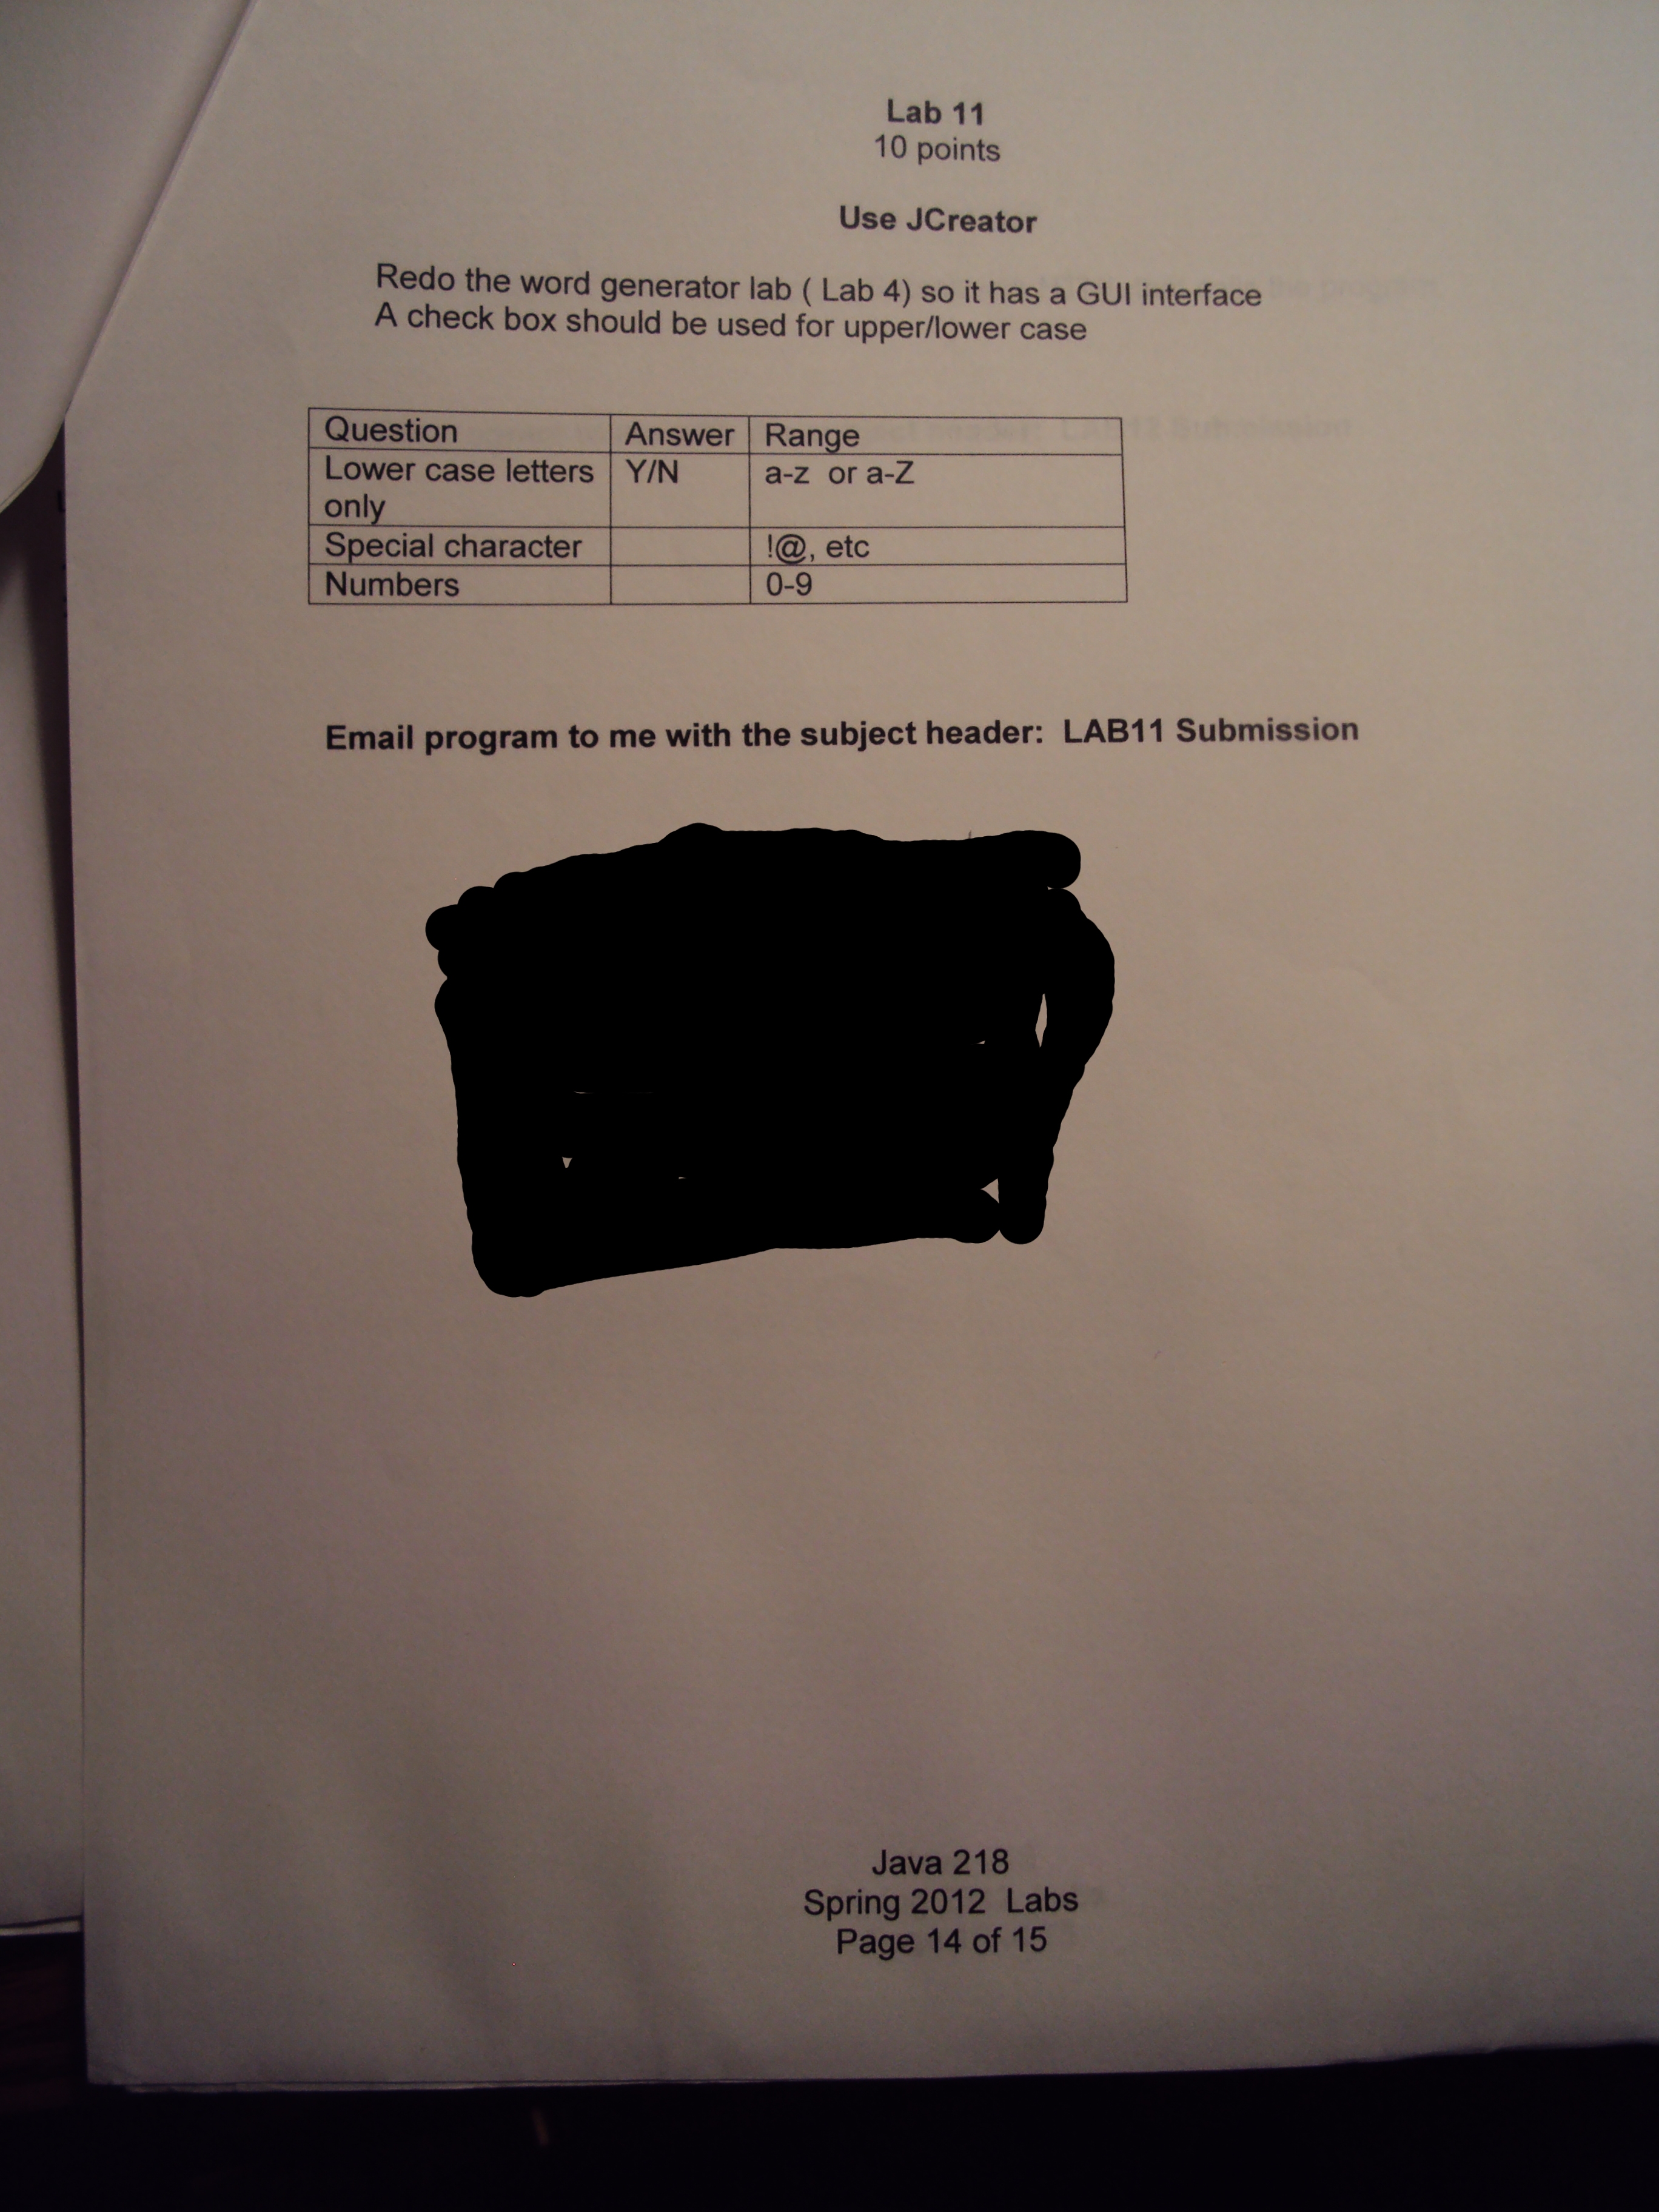 Lab 11
10 points
Use JCreator
Redo the word generator lab ( Lab 4) so it has a GUI interface
A check box should be used for upper/lower case
Question Answer Range
Lower case letters only Y/N a-z or a-Z
Special character !@, etc
Numbers 0-9
Email program to me with the subject header: LAB11 Submission
Java 218
Spring 2012 Labs
Page 14 of 15